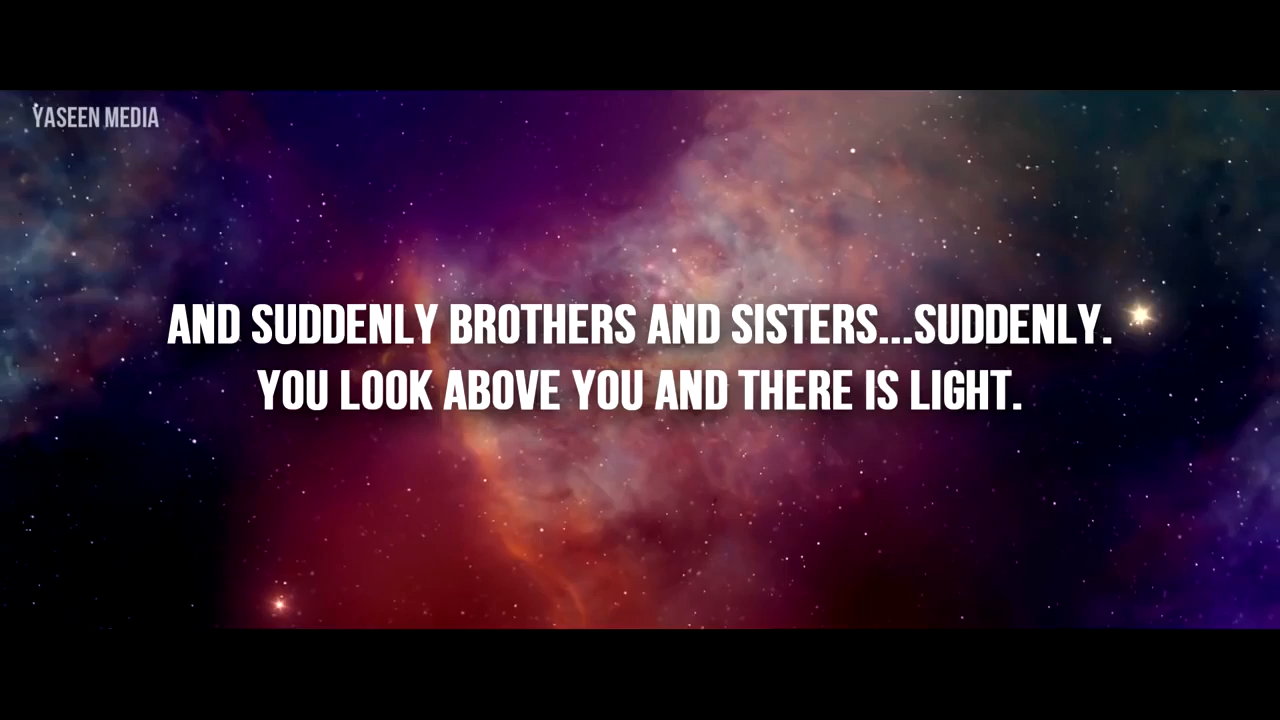 YASEEN MEDIA
AND SUDDENLY BROTHERS AND SISTERS...SUDDENLY.
YOU LOOK ABOVE YOU AND THERE IS LIGHT.